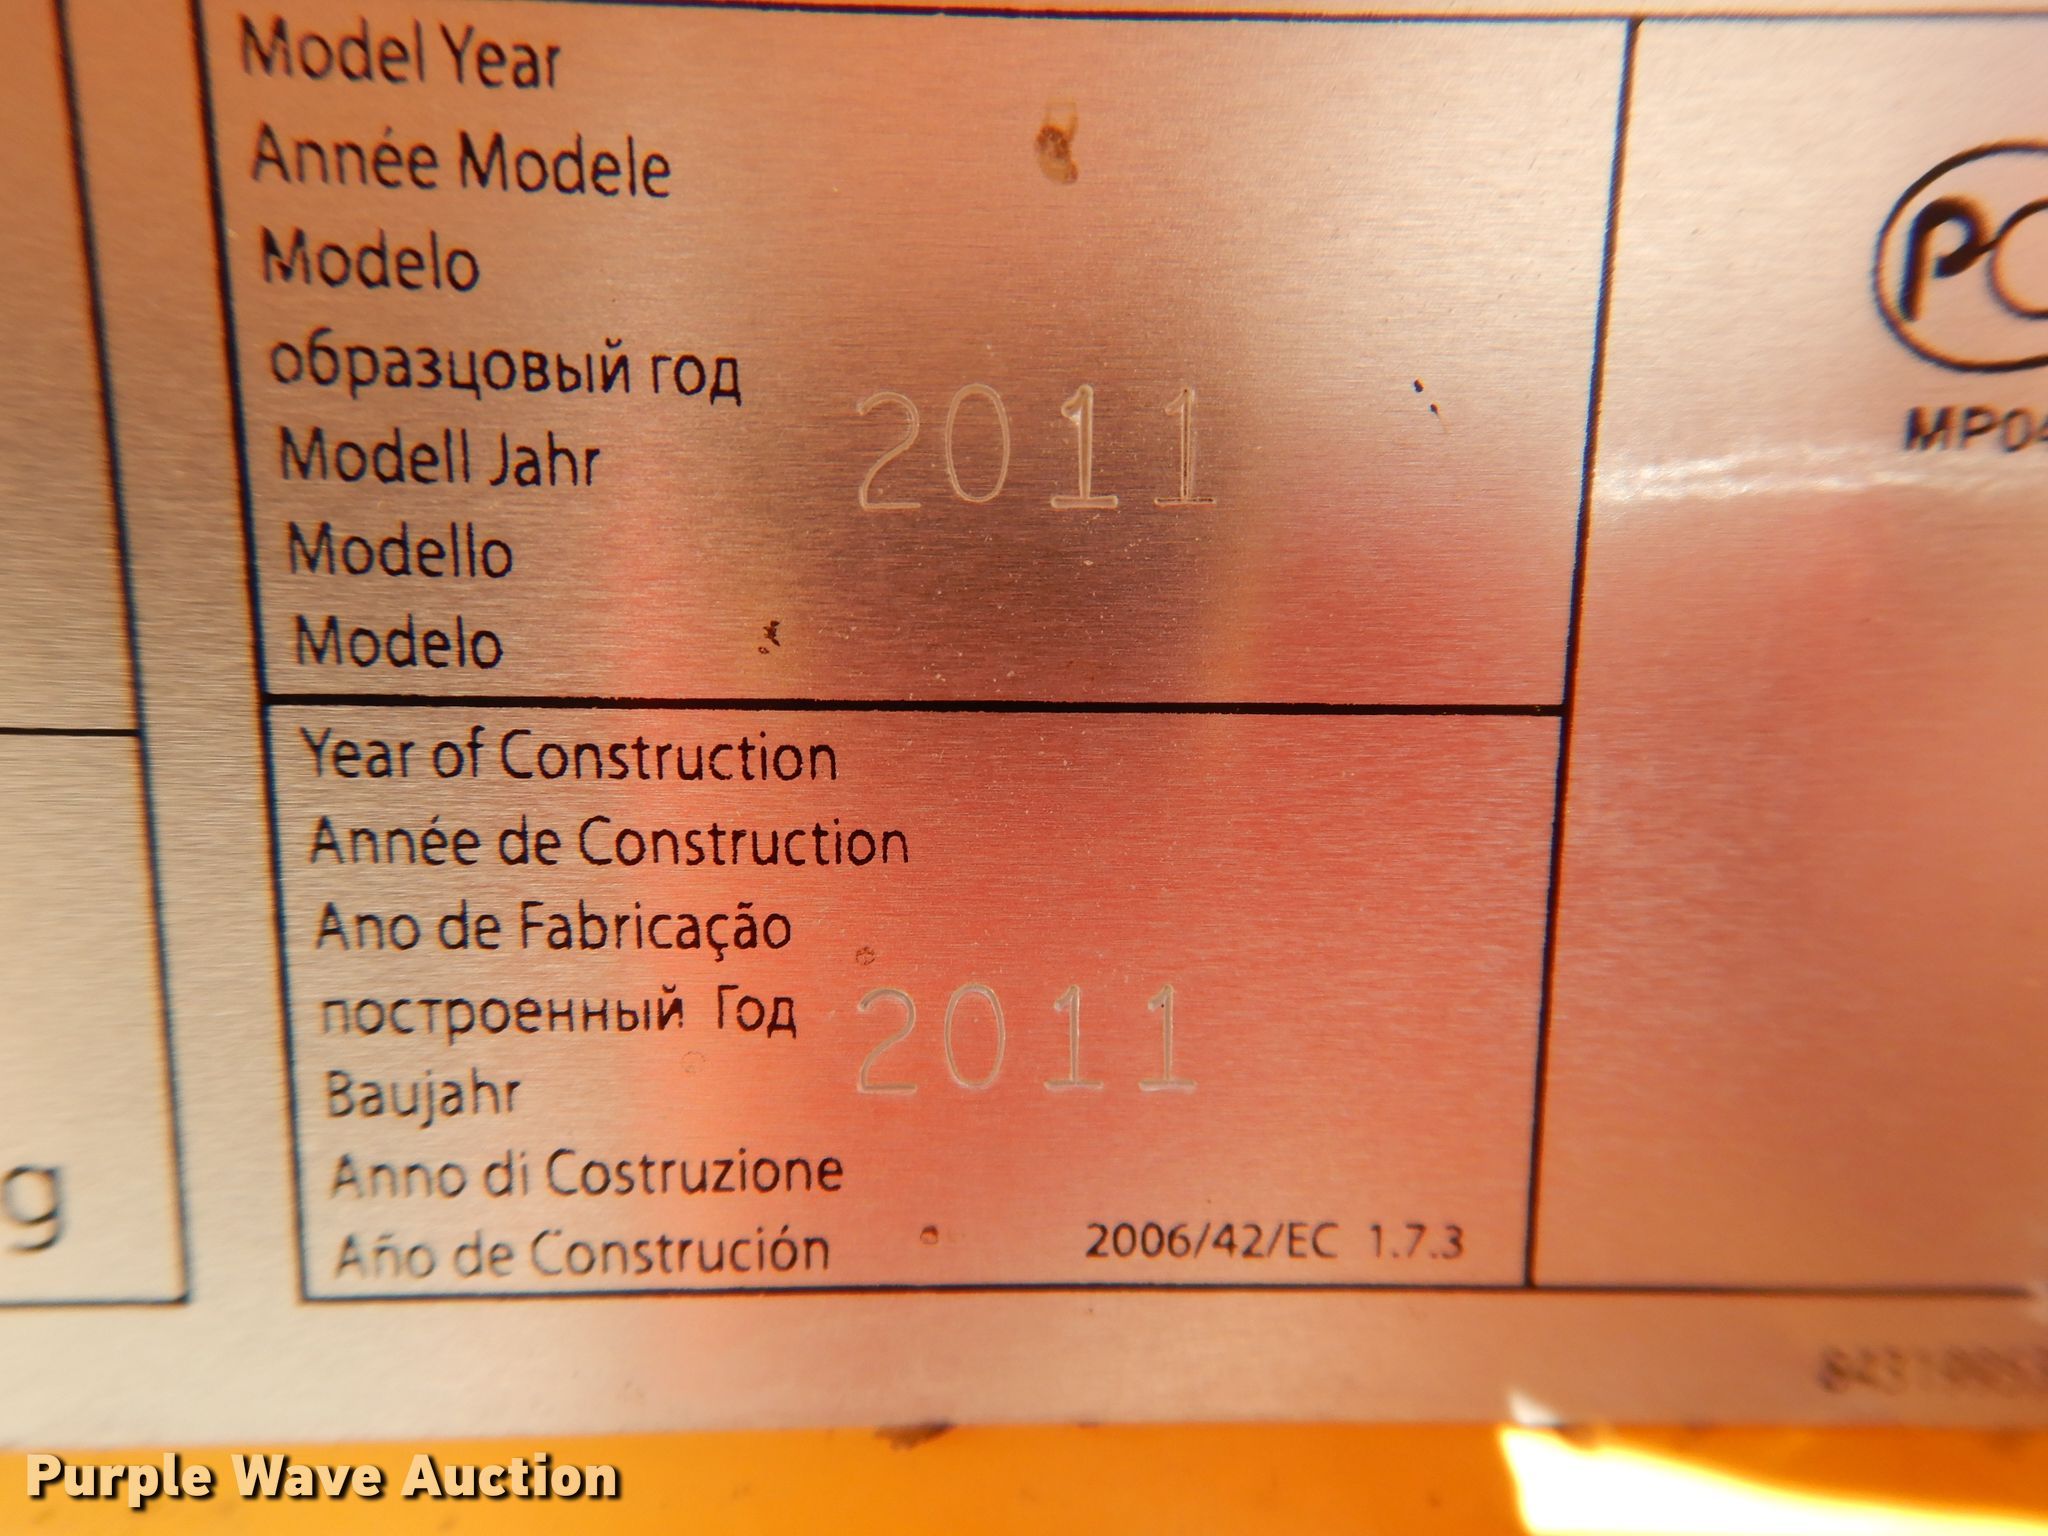 Model Year
Année Modele
Modelo
образцовый год
Modell Jahr
Modello
Modelo
2011
Year of Construction
Année de Construction
Ano de Fabricação
построенный Год
Baujahr
Anno di Costruzione
Año de Construción
2011
2006/42/EC 1.7.3
g
MP04
Purple Wave Auction